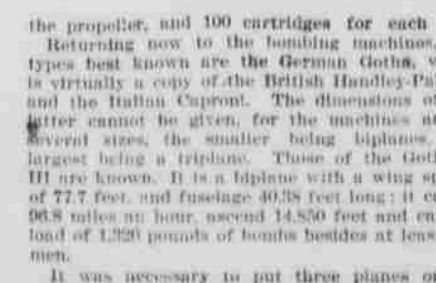 the propeller, and 100 cartridges for each
Returning now to the bombing machines,
types best known are the German Gotha, w
is virtually a copy of the British Handley-Pa
and the Italian Caproni. The dimensions of
latter cannot be given, for the machines a
several sizes, the smaller being biplanes,
largest being a triplane. Those of the Got
III are known. It is a biplane with a wing s
of 77.7 feet, and fuselage 40.38 feet long; it c
96.8 miles an hour, ascend 14,850 feet and
load of 1,320 pounds of bombs besides at leas
men.
It was necessary to put three planes o